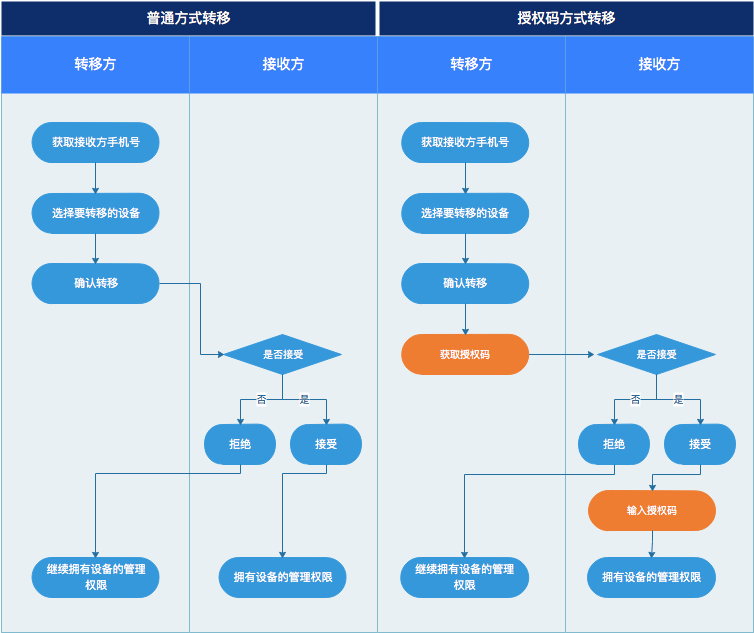 普通方式转移
授权码方式转移
转移方
接收方
转移方
接收方
获取接收方手机号
选择要转移的设备
确认转移
是否接受
否
是
拒绝
接受
继续拥有设备的管理
权限
拥有设备的管理权限
获取接收方手机号
选择要转移的设备
确认转移
获取授权码
是否接受
否
是
拒绝
接受
输入授权码
继续拥有设备的管理
权限
拥有设备的管理权限